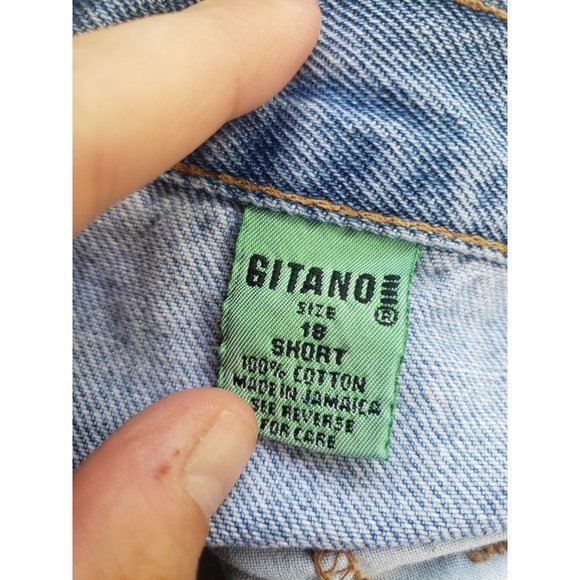 GITANO ®
SIZE
18
SHORT
100% COTTON
MADE IN JAMAICA
SEE REVERSE
FOR CARE